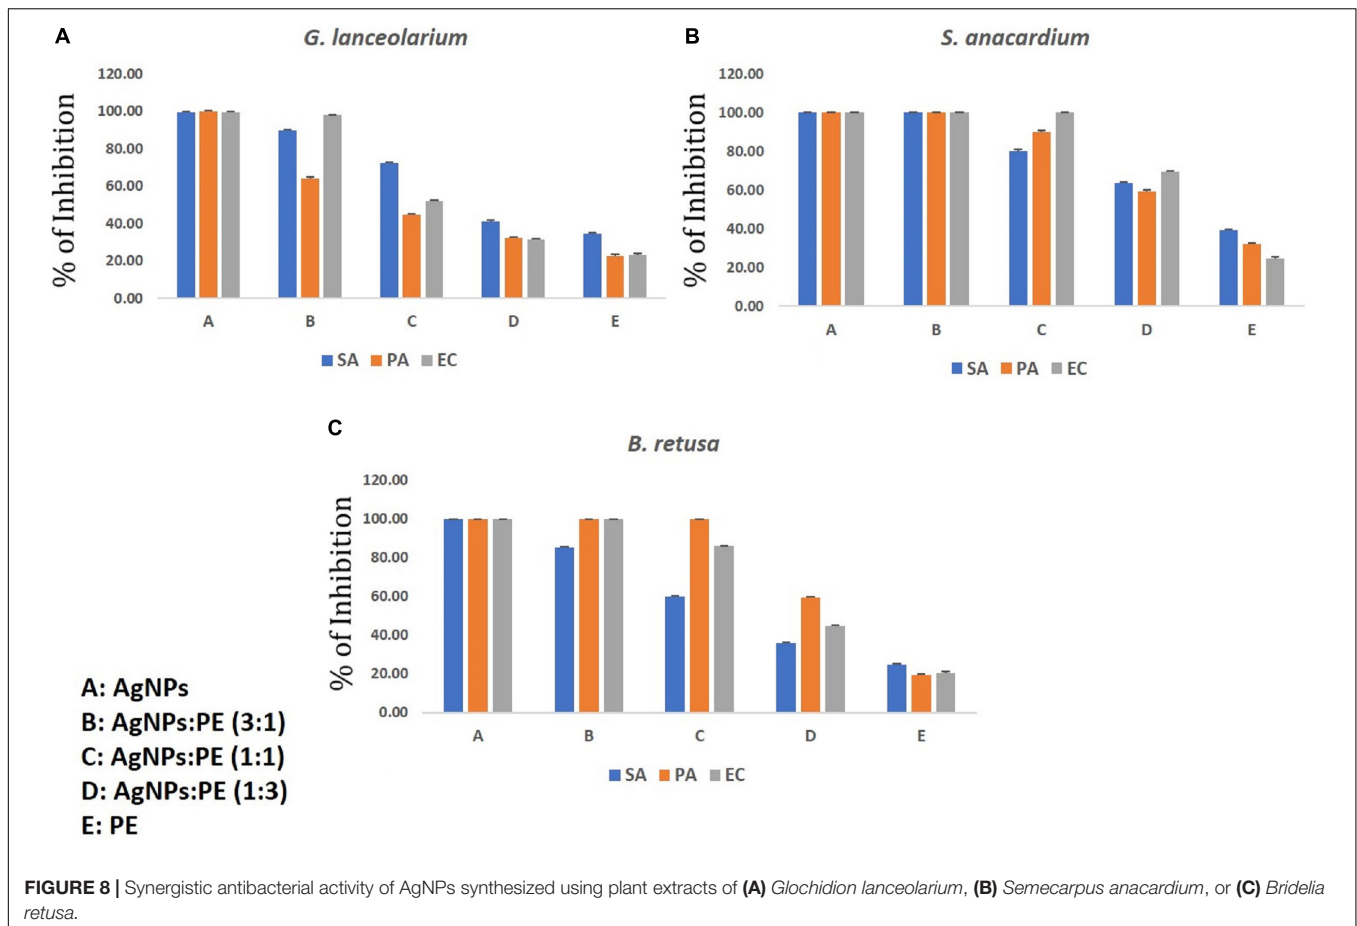 A
G. lanceolarium
% of Inhibition
120.00
100.00
80.00
60.00
40.00
20.00
0.00
A B C D E
SA PA EC
B
S. anacardium
% of Inhibition
120.00
100.00
80.00
60.00
40.00
20.00
0.00
A B C D E
SA PA EC
C
B. retusa
% of Inhibition
120.00
100.00
80.00
60.00
40.00
20.00
0.00
A B C D E
SA PA EC
A: AgNPs
B: AgNPs:PE (3:1)
C: AgNPs:PE (1:1)
D: AgNPs:PE (1:3)
E: PE
FIGURE 8 | Synergistic antibacterial activity of AgNPs synthesized using plant extracts of (A) Glochidion lanceolarium, (B) Semecarpus anacardium, or (C) Bridelia
retusa.